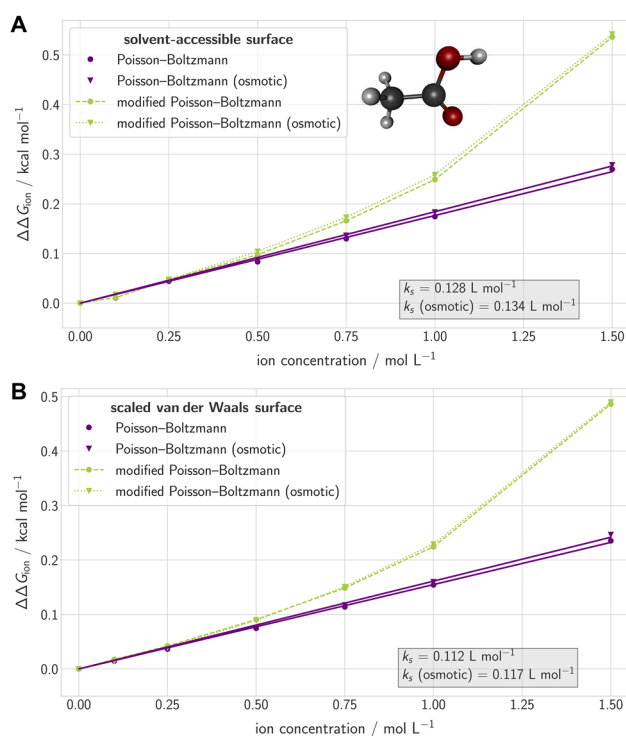 A
solvent-accessible surface
Poisson–Boltzmann
Poisson–Boltzmann (osmotic)
modified Poisson–Boltzmann
modified Poisson–Boltzmann (osmotic)
ΔΔG_ion / kcal mol⁻¹
0.5
0.4
0.3
0.2
0.1
0.0
k_s = 0.128 L mol⁻¹
k_s (osmotic) = 0.134 L mol⁻¹
0.00 0.25 0.50 0.75 1.00 1.25 1.50
ion concentration / mol L⁻¹
B
scaled van der Waals surface
Poisson–Boltzmann
Poisson–Boltzmann (osmotic)
modified Poisson–Boltzmann
modified Poisson–Boltzmann (osmotic)
ΔΔG_ion / kcal mol⁻¹
0.5
0.4
0.3
0.2
0.1
0.0
k_s = 0.112 L mol⁻¹
k_s (osmotic) = 0.117 L mol⁻¹
0.00 0.25 0.50 0.75 1.00 1.25 1.50
ion concentration / mol L⁻¹